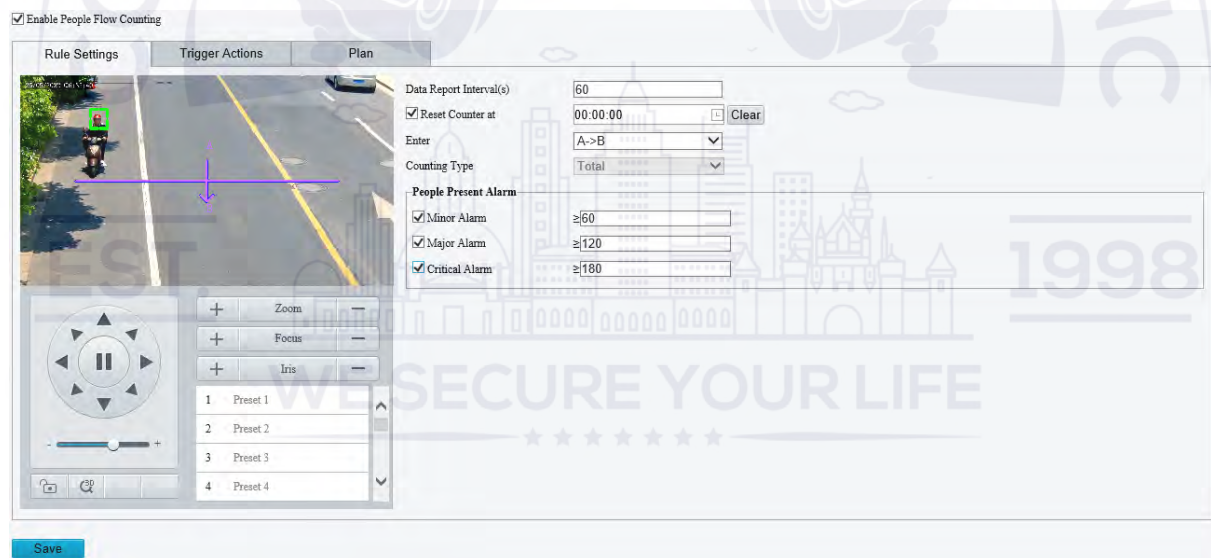 Enable People Flow Counting
Rule Settings Trigger Actions Plan
Data Report Interval(s) 60
Reset Counter at 00:00:00 Clear
Enter A->B
Counting Type Total
People Present Alarm
Minor Alarm ≥60
Major Alarm ≥120
Critical Alarm ≥180
+ Zoom —
+ Focus —
+ Iris —
1 Preset 1
2 Preset 2
3 Preset 3
4 Preset 4
- +
3D
Save
EST.
1998
INC
WE SECURE YOUR LIFE